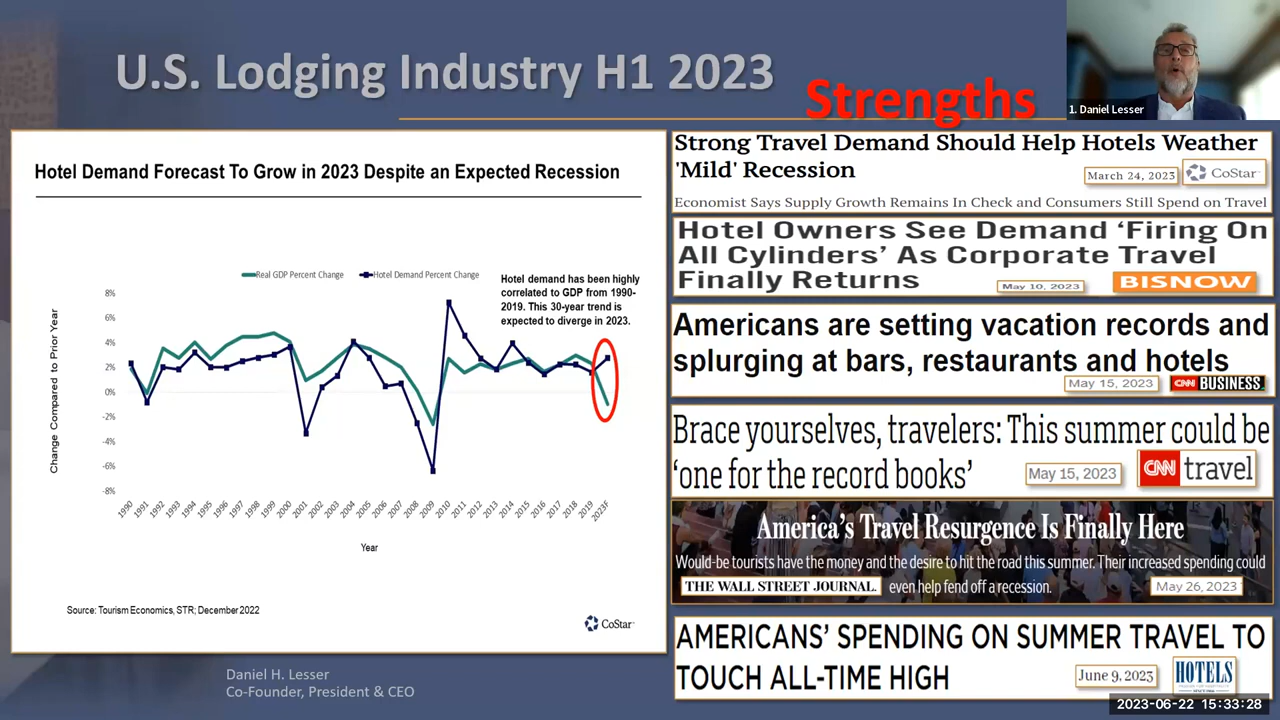 U.S. Lodging Industry H1 2023
Strengths
1. Daniel Lesser
Hotel Demand Forecast To Grow in 2023 Despite an Expected Recession
Real GDP Percent Change
Hotel Demand Percent Change
Hotel demand has been highly
correlated to GDP from 1990-
2019. This 30-year trend is
expected to diverge in 2023.
Change Compared to Prior Year
8%
6%
4%
2%
0%
-2%
-4%
-6%
-8%
1990 1991 1992 1993 1994 1995 1996 1997 1998 1999 2000 2001 2002 2003 2004 2005 2006 2007 2008 2009 2010 2011 2012 2013 2014 2015 2016 2017 2018 2019 2023F
Year
Source: Tourism Economics, STR; December 2022
CoStar
Strong Travel Demand Should Help Hotels Weather
'Mild' Recession
March 24, 2023
CoStar
Economist Says Supply Growth Remains In Check and Consumers Still Spend on Travel
Hotel Owners See Demand ‘Firing On
All Cylinders’ As Corporate Travel
Finally Returns
May 10, 2023
BISNOW
Americans are setting vacation records and
splurging at bars, restaurants and hotels
May 15, 2023
CNN BUSINESS
Brace yourselves, travelers: This summer could be
‘one for the record books’
May 15, 2023
CNN travel
America’s Travel Resurgence Is Finally Here
Would-be tourists have the money and the desire to hit the road this summer. Their increased spending could
THE WALL STREET JOURNAL. even help fend off a recession.
May 26, 2023
AMERICANS’ SPENDING ON SUMMER TRAVEL TO
TOUCH ALL-TIME HIGH
June 9, 2023
HOTELS
Daniel H. Lesser
Co-Founder, President & CEO
2023-06-22 15:33:28